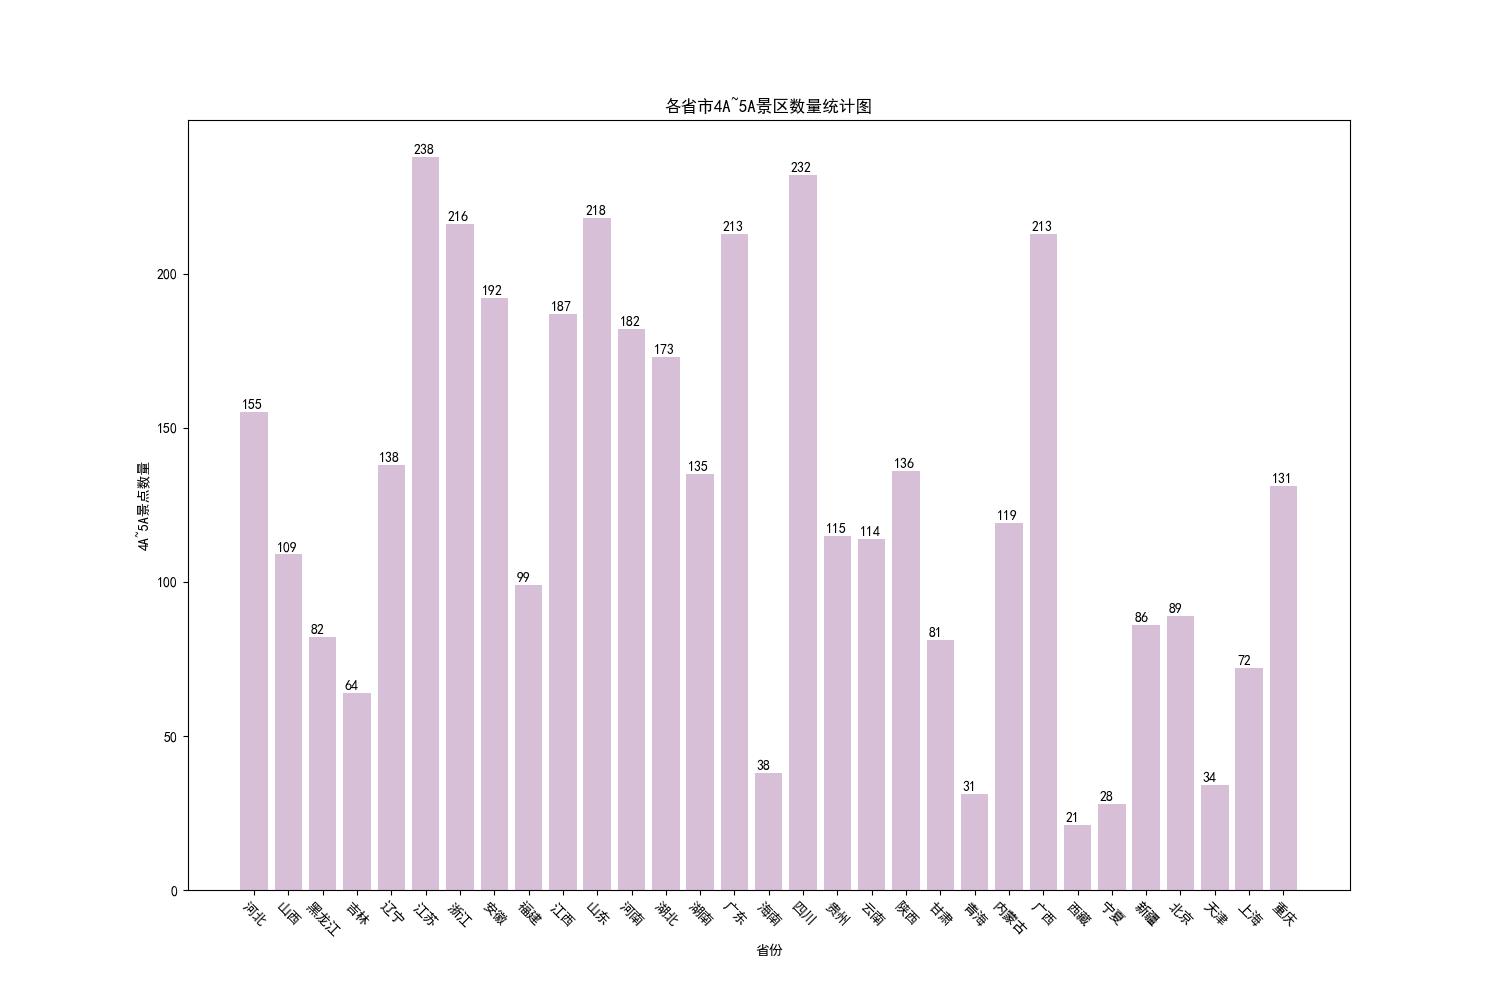 各省市4A~5A景区数量统计图
4A~5A景点数量
200
150
100
50
0
155
109
82
64
138
238
216
192
99
187
218
182
173
135
213
38
232
115
114
136
81
31
119
213
21
28
86
89
34
72
131
河北
山西
黑龙江
吉林
辽宁
江苏
浙江
安徽
福建
江西
山东
河南
湖北
湖南
广东
海南
四川
贵州
云南
陕西
甘肃
青海
内蒙古
广西
西藏
宁夏
新疆
北京
天津
上海
重庆
省份